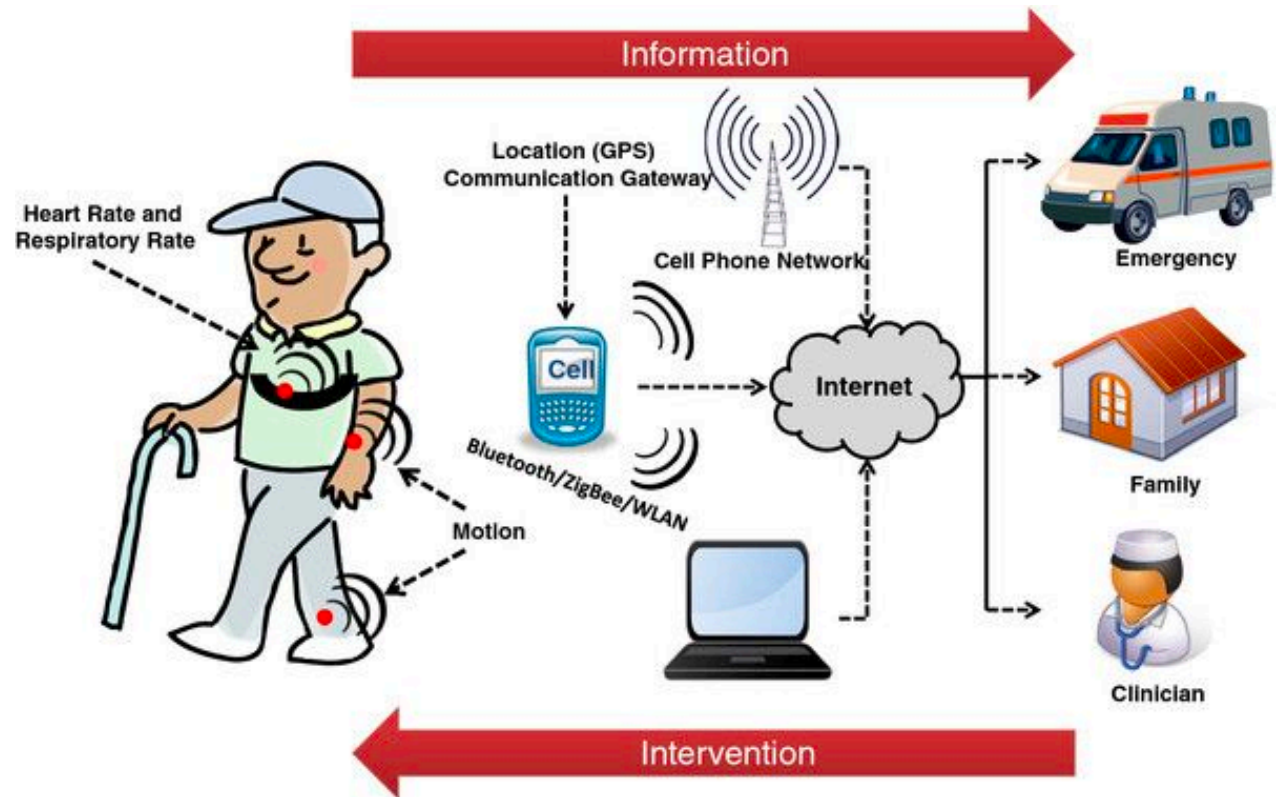 Information
Location (GPS)
Communication Gateway
Heart Rate and
Respiratory Rate
Cell Phone Network
Emergency
Cell
Internet
Bluetooth/ZigBee/WLAN
Family
Motion
Clinician
Intervention